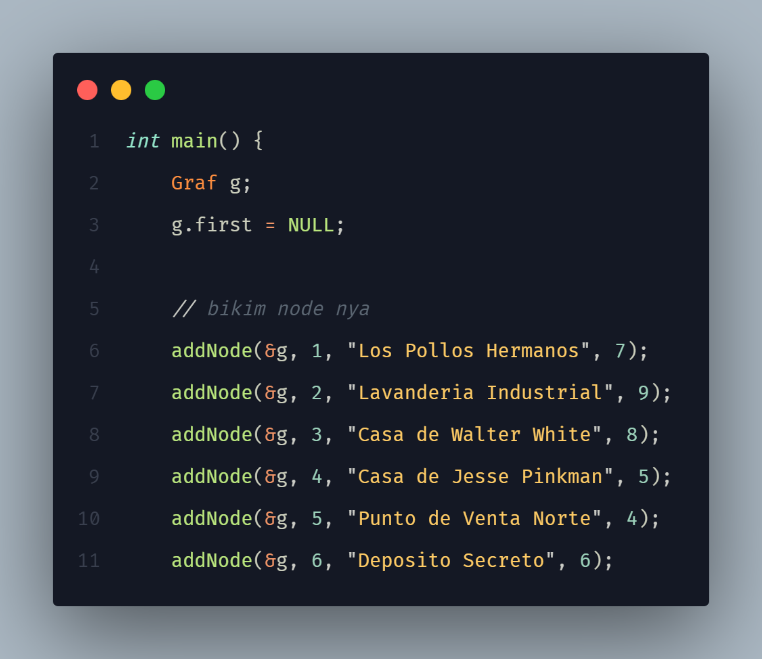 1 int main() {
2 Graf g;
3 g.first = NULL;
4
5 // bikim node nya
6 addNode(&g, 1, "Los Pollos Hermanos", 7);
7 addNode(&g, 2, "Lavanderia Industrial", 9);
8 addNode(&g, 3, "Casa de Walter White", 8);
9 addNode(&g, 4, "Casa de Jesse Pinkman", 5);
10 addNode(&g, 5, "Punto de Venta Norte", 4);
11 addNode(&g, 6, "Deposito Secreto", 6);